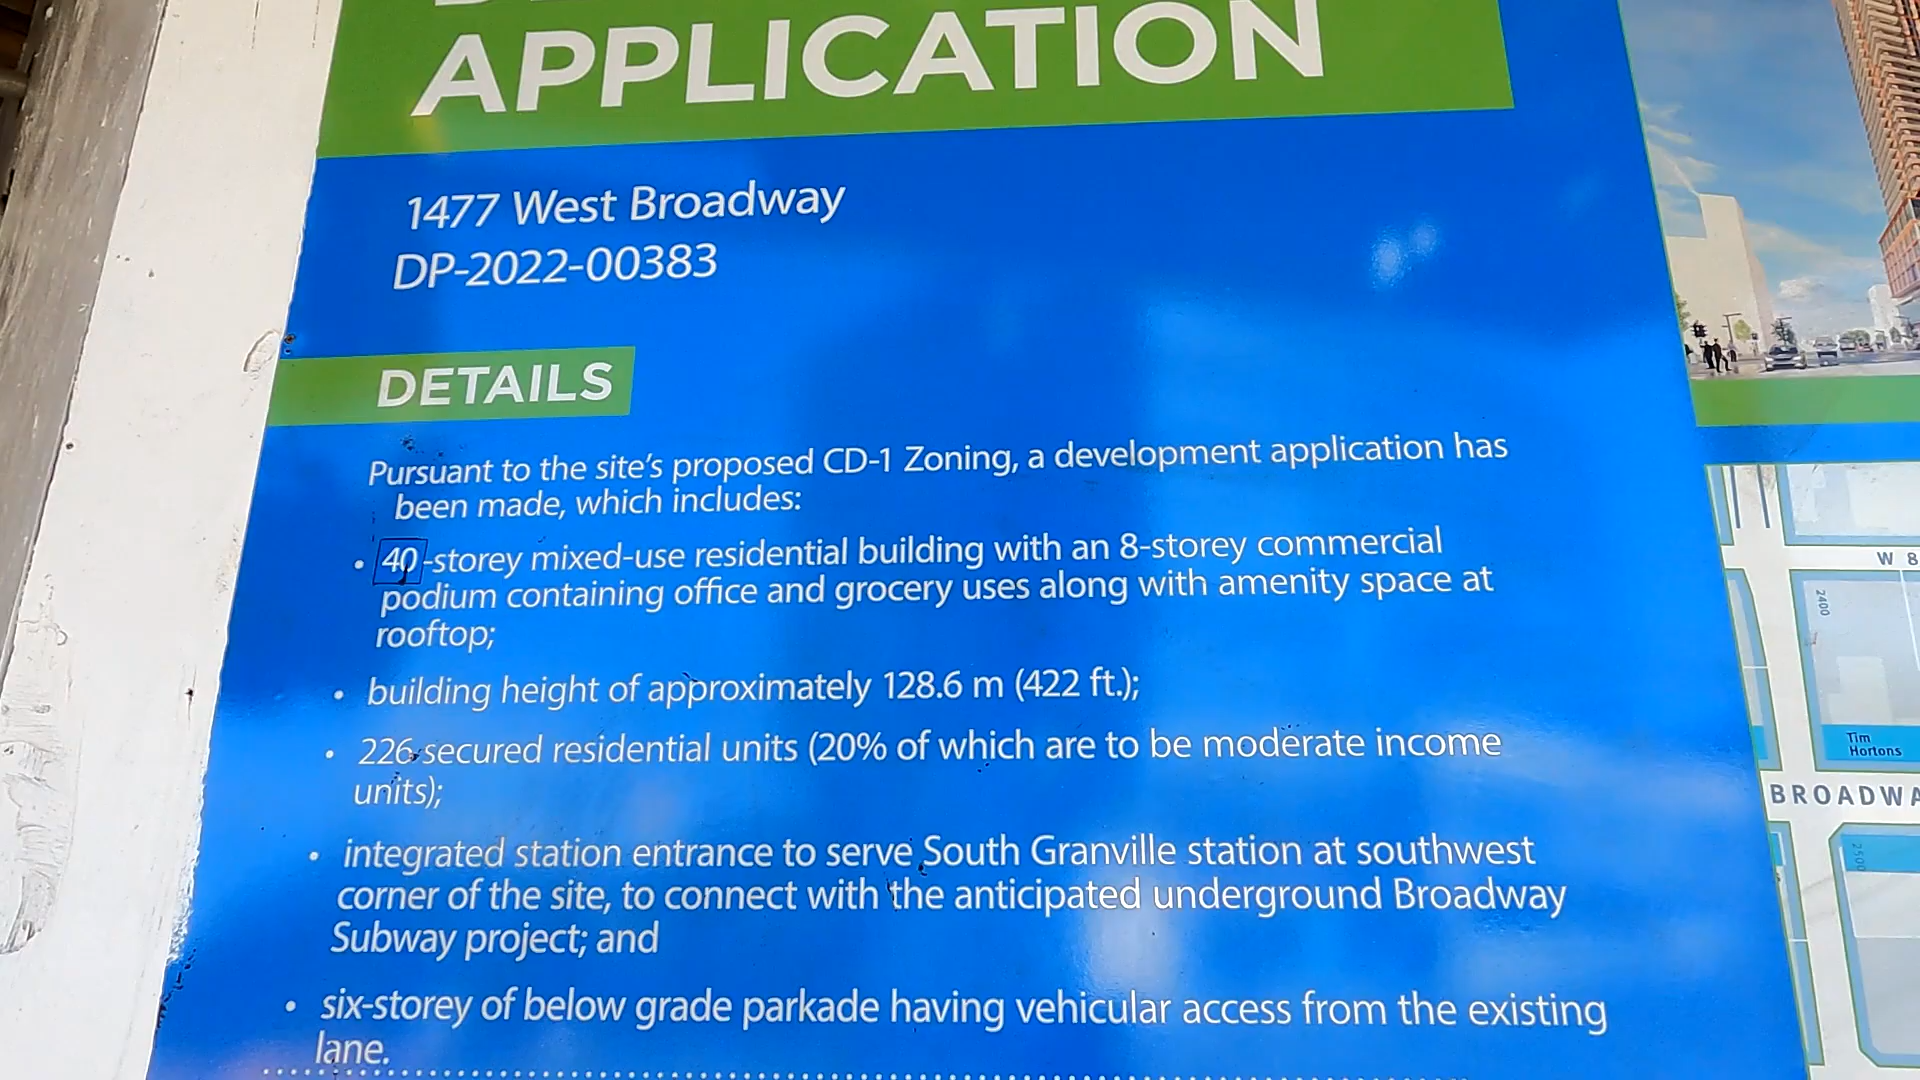 APPLICATION
1477 West Broadway
DP-2022-00383
DETAILS
Pursuant to the site's proposed CD-1 Zoning, a development application has
been made, which includes:
• 40-storey mixed-use residential building with an 8-storey commercial
podium containing office and grocery uses along with amenity space at
rooftop;
• building height of approximately 128.6 m (422 ft.);
• 226 secured residential units (20% of which are to be moderate income
units);
• integrated station entrance to serve South Granville station at southwest
corner of the site, to connect with the anticipated underground Broadway
Subway project; and
• six-storey of below grade parkade having vehicular access from the existing
lane.
W 8
2400
Tim
Hortons
BROADWA
2500